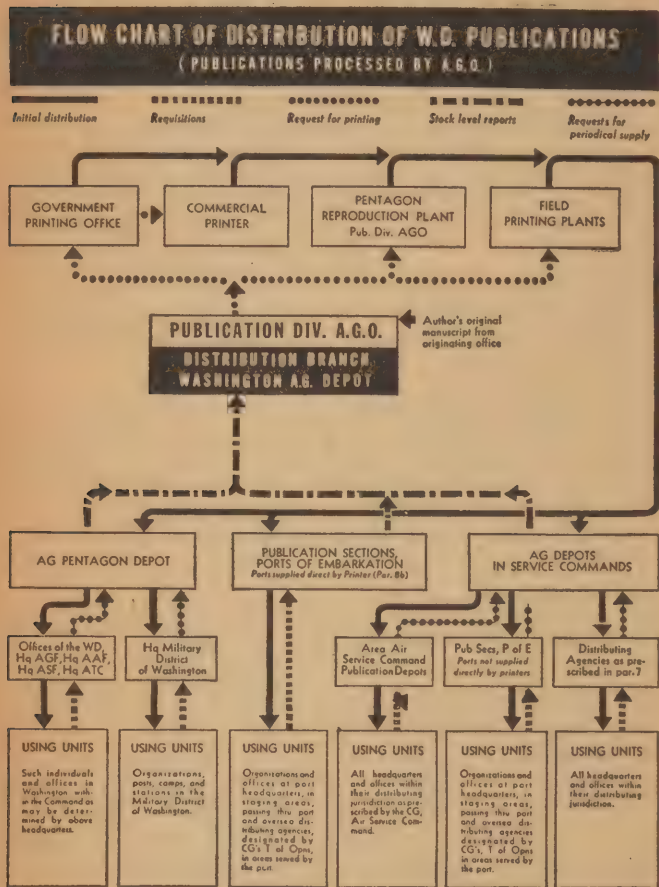 FLOW CHART OF DISTRIBUTION OF W.D. PUBLICATIONS
(PUBLICATIONS PROCESSED BY A.G.O.)
Initial distribution
Requisitions
Request for printing
Stock level reports
Requests for
periodical supply
GOVERNMENT
PRINTING OFFICE
COMMERCIAL
PRINTER
PENTAGON
REPRODUCTION PLANT
Pub. Div. AGO
FIELD
PRINTING PLANTS
PUBLICATION DIV. A.G.O.
DISTRIBUTION BRANCH
WASHINGTON A.G. DEPOT
Author's original
manuscript from
originating office
AG PENTAGON DEPOT
PUBLICATION SECTIONS,
PORTS OF EMBARKATION
Ports supplied direct by Printer (Par. 8b)
AG DEPOTS
IN SERVICE COMMANDS
Offices of the WD,
Hq AGF, Hq AAF,
Hq ASF, Hq ATC
Hq Military
District
of Washington
Area Air
Service Command
Publication Depots
Pub Secs, P of E
Ports not supplied
directly by printers
Distributing
Agencies as pre-
scribed in par. 7
USING UNITS
Such individuals
and offices in
Washington with-
in the Command as
may be deter-
mined by above
headquarters.
USING UNITS
Organizations,
posts, camps, and
stations in the
Military District
of Washington.
USING UNITS
Organizations and
offices at port
headquarters, in
staging areas,
passing thru port
and oversea dis-
tributing agencies,
designated by
CG's T of Opns,
in areas served by
the port.
USING UNITS
All headquarters
and offices within
their distributing
jurisdiction as pre-
scribed by the CG,
Air Service Com-
mand.
USING UNITS
Organizations and
offices at port
headquarters, in
staging areas,
passing thru port
and oversea dis-
tributing agencies
designated by
CG's, T of Opns
in areas served by
the port.
USING UNITS
All headquarters
and offices within
their distributing
jurisdiction.